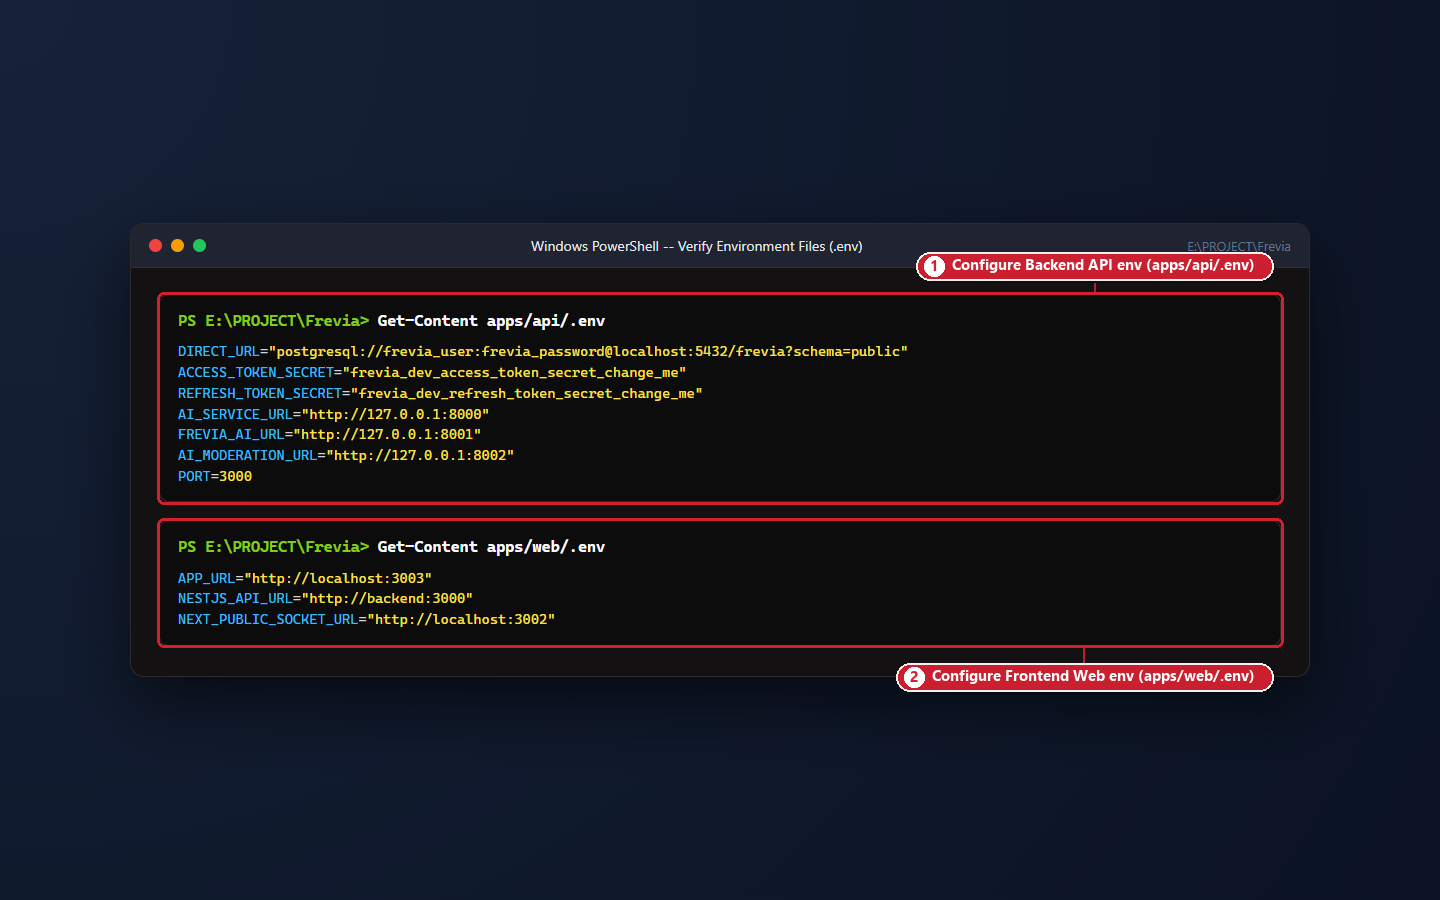 Windows PowerShell -- Verify Environment Files (.env)
E:\PROJECT\Frevia
1 Configure Backend API env (apps/api/.env)
PS E:\PROJECT\Frevia> Get-Content apps/api/.env
DIRECT_URL="postgresql://frevia_user:frevia_password@localhost:5432/frevia?schema=public"
ACCESS_TOKEN_SECRET="frevia_dev_access_token_secret_change_me"
REFRESH_TOKEN_SECRET="frevia_dev_refresh_token_secret_change_me"
AI_SERVICE_URL="http://127.0.0.1:8000"
FREVIA_AI_URL="http://127.0.0.1:8001"
AI_MODERATION_URL="http://127.0.0.1:8002"
PORT=3000
PS E:\PROJECT\Frevia> Get-Content apps/web/.env
APP_URL="http://localhost:3003"
NESTJS_API_URL="http://backend:3000"
NEXT_PUBLIC_SOCKET_URL="http://localhost:3002"
2 Configure Frontend Web env (apps/web/.env)